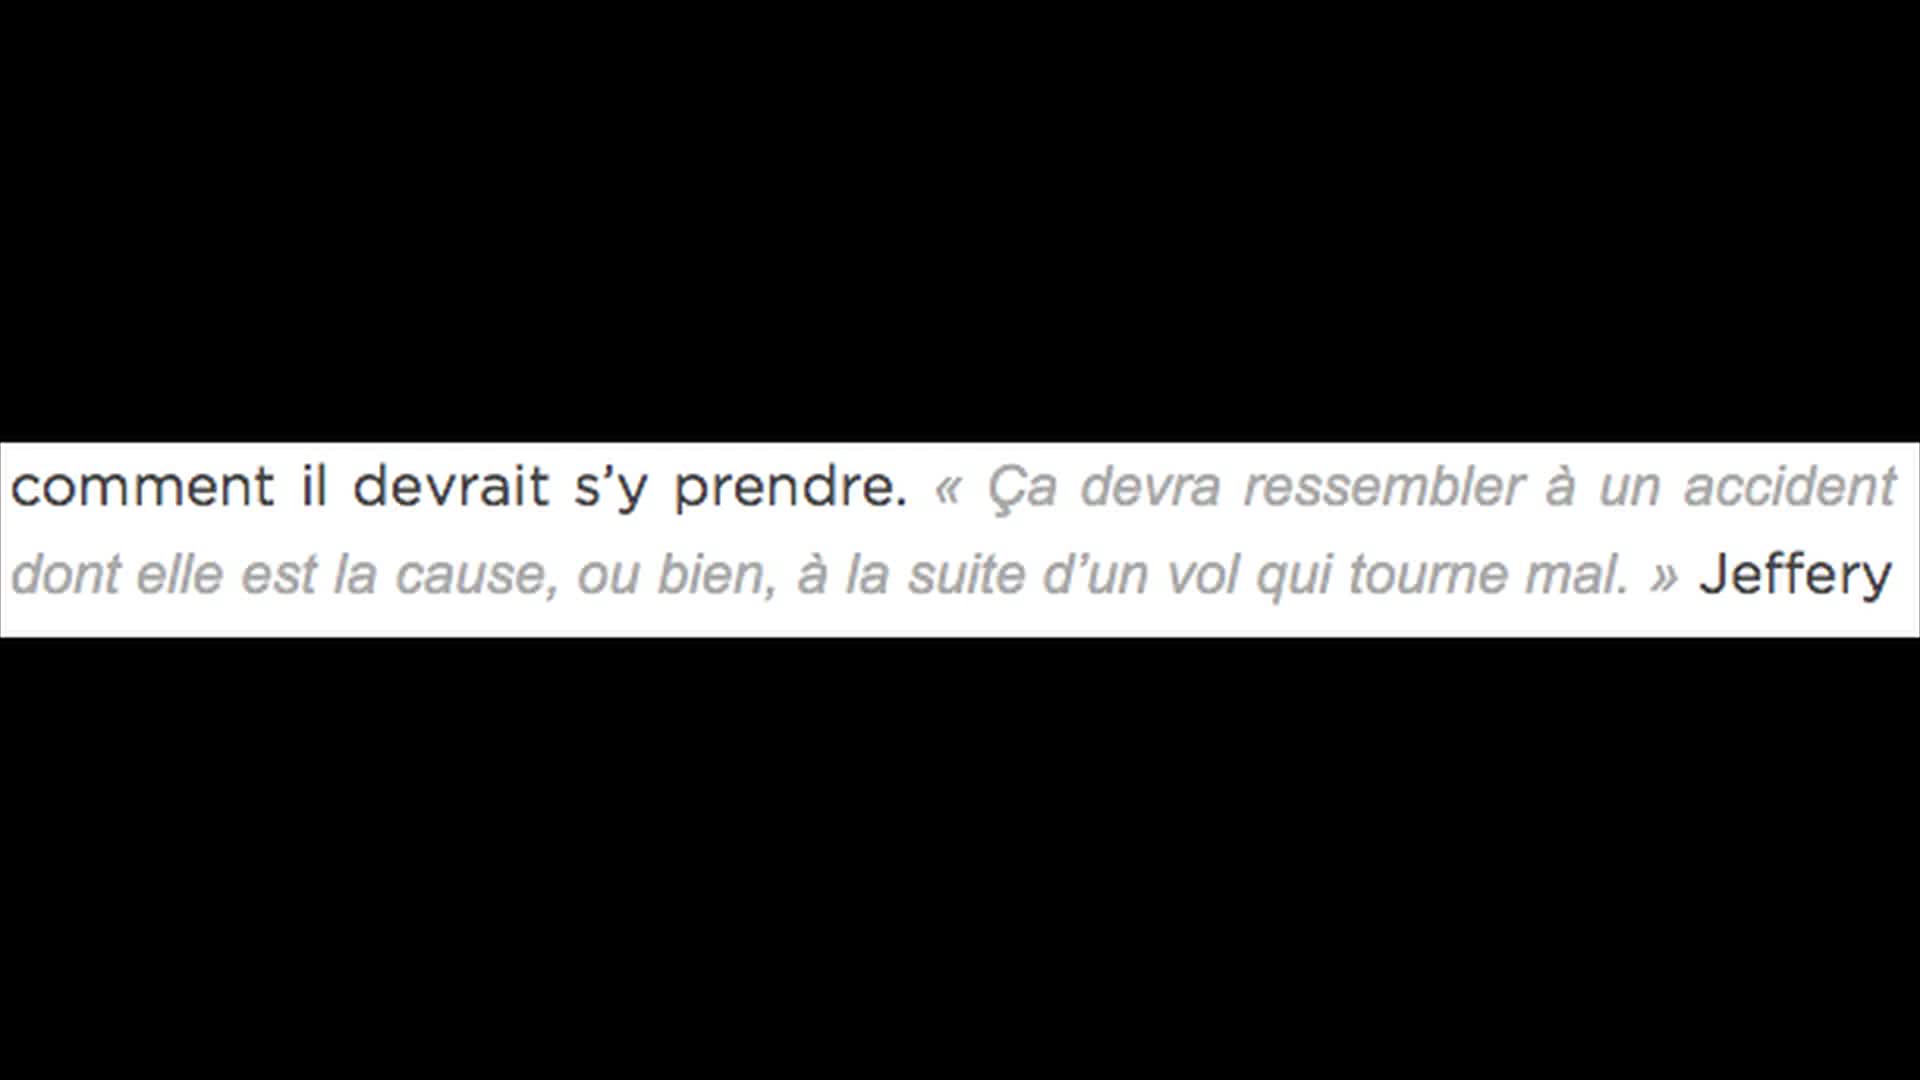 comment il devrait s’y prendre. « Ça devra ressembler à un accident
dont elle est la cause, ou bien, à la suite d’un vol qui tourne mal. » Jeffery